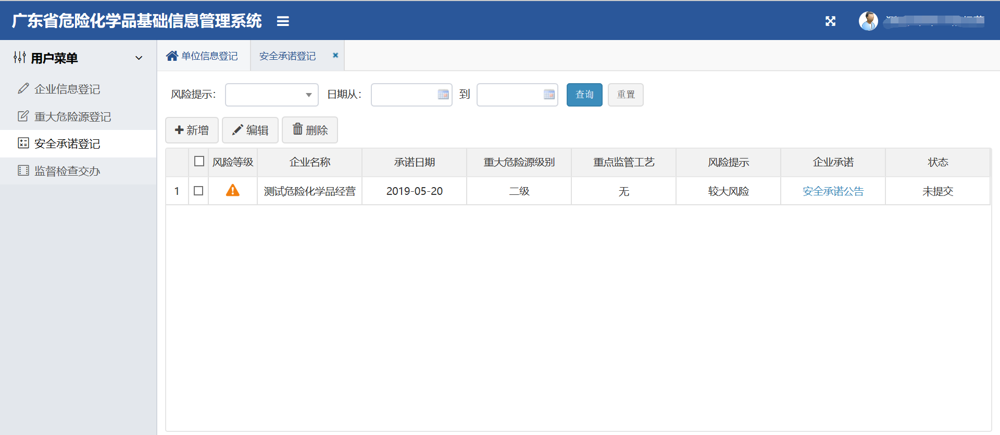 广东省危险化学品基础信息管理系统
用户菜单
企业信息登记
重大危险源登记
安全承诺登记
监督检查交办
单位信息登记 安全承诺登记
风险提示： 日期从： 到 查询 重置
新增 编辑 删除
风险等级 企业名称 承诺日期 重大危险源级别 重点监管工艺 风险提示 企业承诺 状态
1 测试危险化学品经营 2019-05-20 二级 无 较大风险 安全承诺公告 未提交